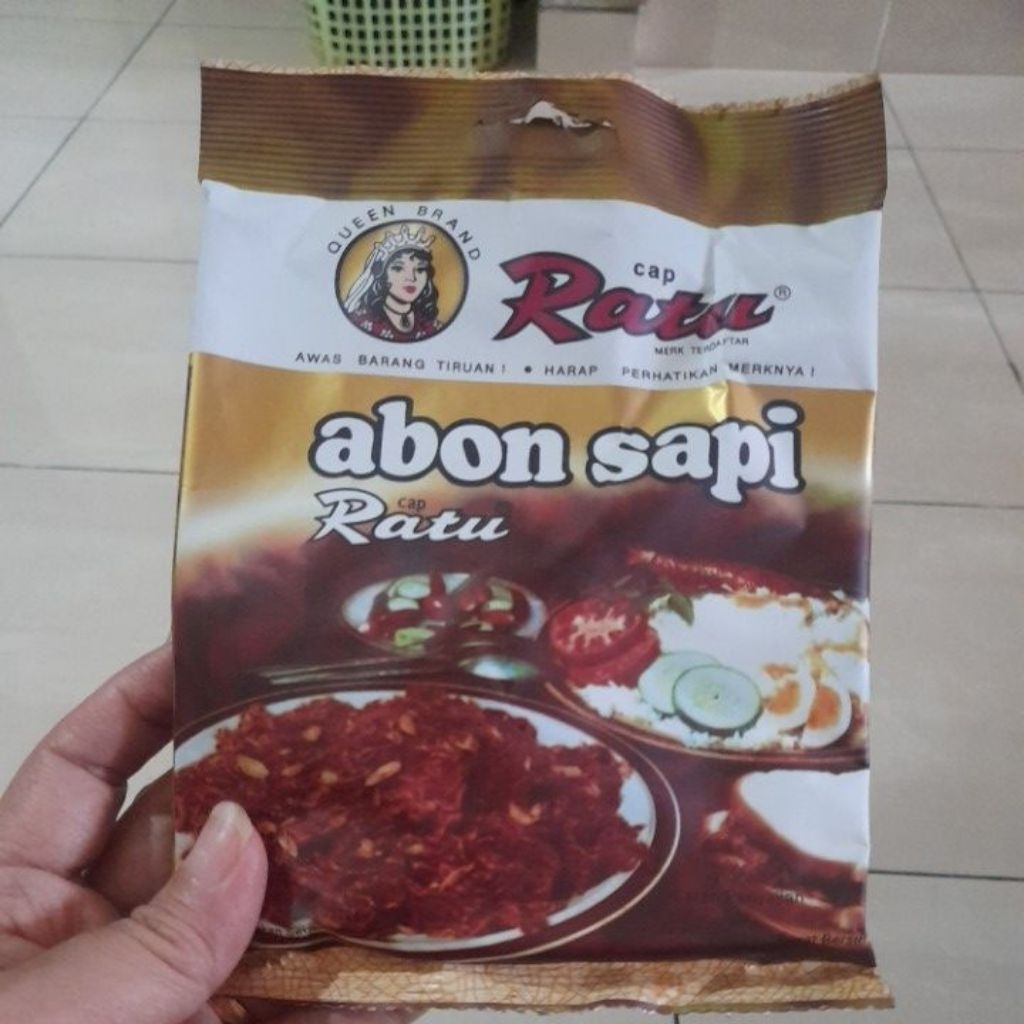 QUEEN BRAND
cap
Ratu®
MERK TERDAFTAR
AWAS BARANG TIRUAN ! • HARAP PERHATIKAN MERKNYA !
abon sapi
cap
Ratu